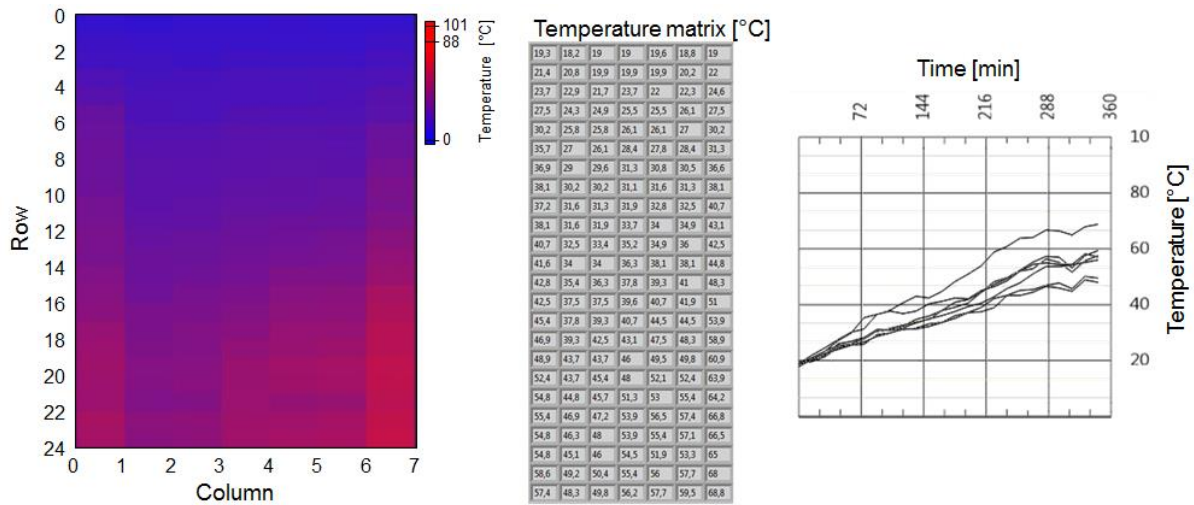 0
2
4
6
8
10
12
14
16
18
20
22
24
Row
0 1 2 3 4 5 6 7
Column
101
88
0
Temperature [°C]
Temperature matrix [°C]
19,3 18,2 19 19 19,6 18,8 19
21,4 20,8 19,9 19,9 19,9 20,2 22
23,7 22,9 21,7 23,7 22 22,3 24,6
27,5 24,3 24,9 25,5 25,5 26,1 27,5
30,2 25,8 25,8 26,1 26,1 27 30,2
35,7 27 26,1 28,4 27,8 28,4 31,3
36,9 29 29,6 31,3 30,8 30,5 36,6
38,1 30,2 30,2 31,1 31,6 31,3 38,1
37,2 31,6 31,3 31,9 32,8 32,5 40,7
38,1 31,6 31,9 33,7 34 34,9 43,1
40,7 32,5 33,4 35,2 34,9 36 42,5
41,6 34 34 36,3 38,1 38,1 44,8
42,8 35,4 36,3 37,8 39,3 41 48,3
42,5 37,5 37,5 39,6 40,7 41,9 51
45,4 37,8 39,3 40,7 44,5 44,5 53,9
46,9 39,3 42,5 43,1 47,5 48,3 58,9
48,9 43,7 43,7 46 49,5 49,8 60,9
52,4 43,7 45,4 48 52,1 52,4 63,9
54,8 44,8 45,7 51,3 53 55,4 64,2
55,4 46,9 47,2 53,9 56,5 57,4 66,8
54,8 46,3 48 53,9 55,4 57,1 66,5
54,8 45,1 46 54,5 51,9 53,3 65
58,6 49,2 50,4 55,4 56 57,7 68
57,4 48,3 49,8 56,2 57,7 59,5 68,8
Time [min]
72 144 216 288 360
10
80
60
40
20
Temperature [°C]